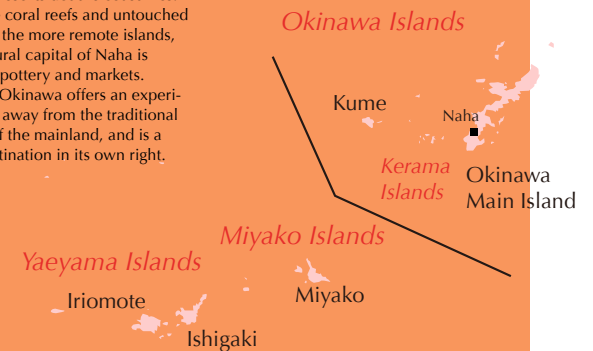 coral reefs and untouched
the more remote islands,
capital of Naha is
pottery and markets.
Okinawa offers an experi-
away from the traditional
the mainland, and is a
in its own right.
Okinawa Islands
Kume
Naha
Kerama
Islands
Okinawa
Main Island
Miyako Islands
Yaeyama Islands
Miyako
Iriomote
Ishigaki